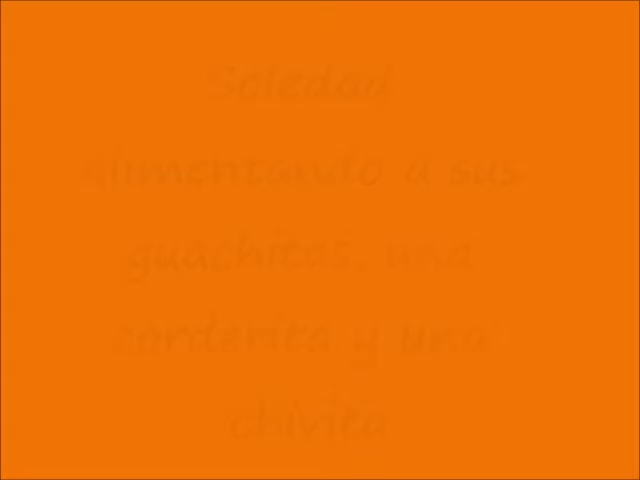 Soledad
alimentando a sus
guachitas, una
corderita y una
chivita